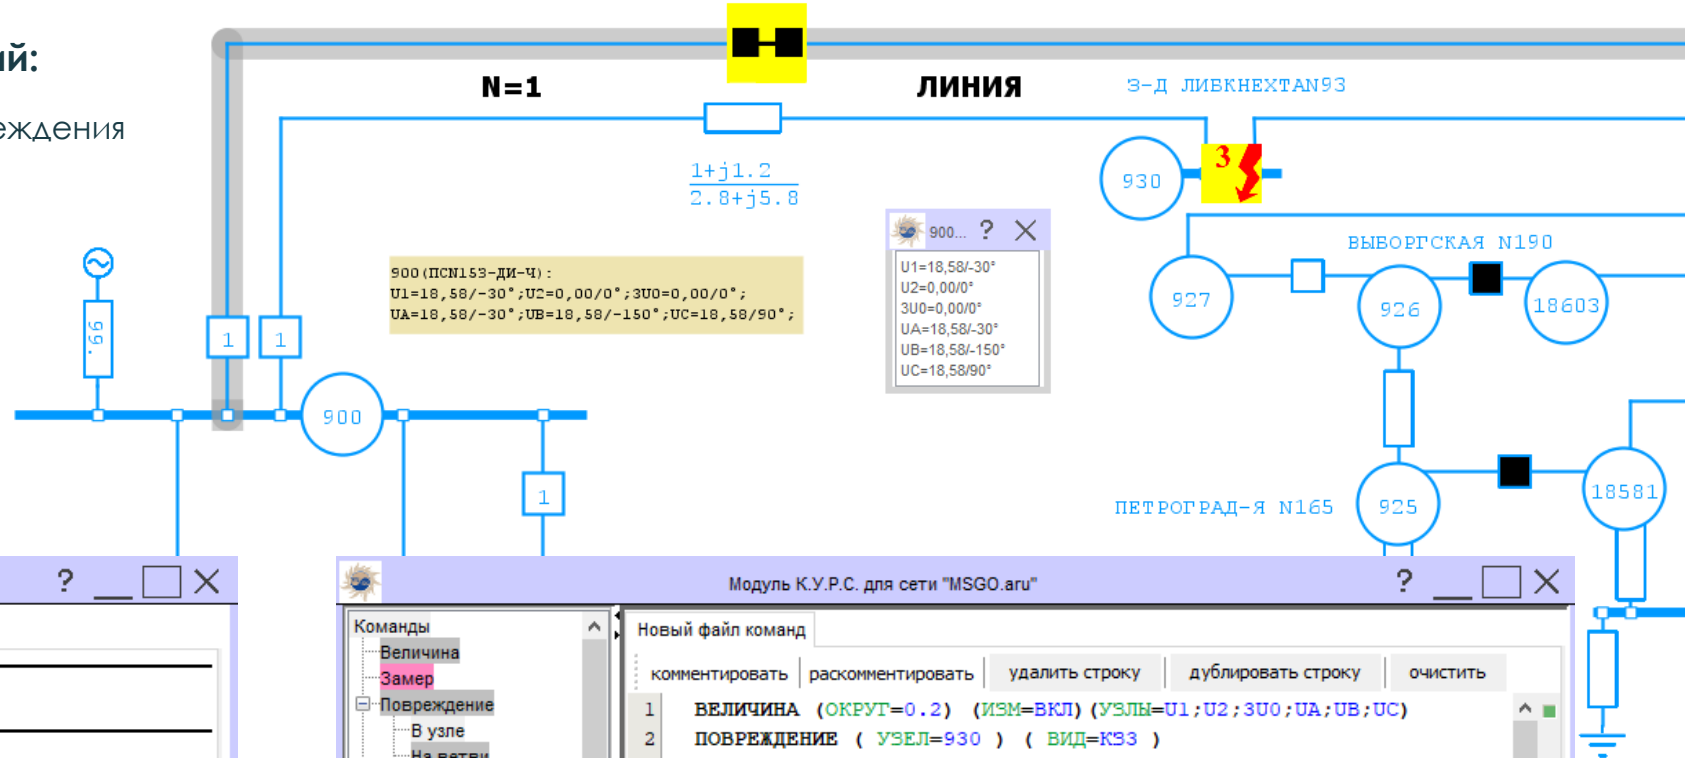 ий:
еждения
N=1
ЛИНИЯ
З-Д ЛИБКНЕХТАN93
3
930
1+j1.2
2.8+j5.8
900... ?
U1=18,58/-30°
U2=0,00/0°
3U0=0,00/0°
UA=18,58/-30°
UB=18,58/-150°
UC=18,58/90°
900(ПСN153-ДИ-Ч):
U1=18,58/-30°;U2=0,00/0°;3U0=0,00/0°;
UA=18,58/-30°;UB=18,58/-150°;UC=18,58/90°;
ВЫБОРГСКАЯ N190
927
926
18603
99.
1
1
900
1
ПЕТРОГРАД-Я N165
925
18581
?
Модуль К.У.Р.С. для сети "MSGO.aru" ?
Команды
Величина
Замер
Повреждение
В узле
На ветви
Новый файл команд
комментировать раскомментировать удалить строку дублировать строку очистить
1 ВЕЛИЧИНА (ОКРУГ=0.2) (ИЗМ=ВКЛ)(УЗЛЫ=U1;U2;3U0;UA;UB;UC)
2 ПОВРЕЖДЕНИЕ ( УЗЕЛ=930 ) ( ВИД=КЗ3 )